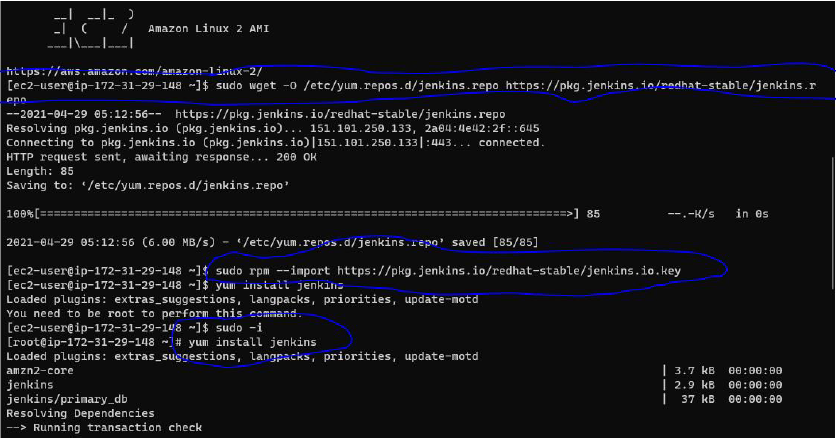 __|  __|_  )
       _|  (     /   Amazon Linux 2 AMI
      ___|\___|___|
https://aws.amazon.com/amazon-linux-2/
[ec2-user@ip-172-31-29-148 ~]$ sudo wget -O /etc/yum.repos.d/jenkins.repo https://pkg.jenkins.io/redhat-stable/jenkins.r
epo
--2021-04-29 05:12:56--  https://pkg.jenkins.io/redhat-stable/jenkins.repo
Resolving pkg.jenkins.io (pkg.jenkins.io)... 151.101.250.133, 2a04:4e42:2f::645
Connecting to pkg.jenkins.io (pkg.jenkins.io)|151.101.250.133|:443... connected.
HTTP request sent, awaiting response... 200 OK
Length: 85
Saving to: ‘/etc/yum.repos.d/jenkins.repo’
100%[===========================================================================>] 85          --.-K/s   in 0s
2021-04-29 05:12:56 (6.00 MB/s) - ‘/etc/yum.repos.d/jenkins.repo’ saved [85/85]
[ec2-user@ip-172-31-29-148 ~]$ sudo rpm --import https://pkg.jenkins.io/redhat-stable/jenkins.io.key
[ec2-user@ip-172-31-29-148 ~]$ yum install jenkins
Loaded plugins: extras_suggestions, langpacks, priorities, update-motd
You need to be root to perform this command.
[ec2-user@ip-172-31-29-148 ~]$ sudo -i
[root@ip-172-31-29-148 ~]# yum install jenkins
Loaded plugins: extras_suggestions, langpacks, priorities, update-motd
amzn2-core | 3.7 kB  00:00:00
jenkins | 2.9 kB  00:00:00
jenkins/primary_db |  37 kB  00:00:00
Resolving Dependencies
--> Running transaction check